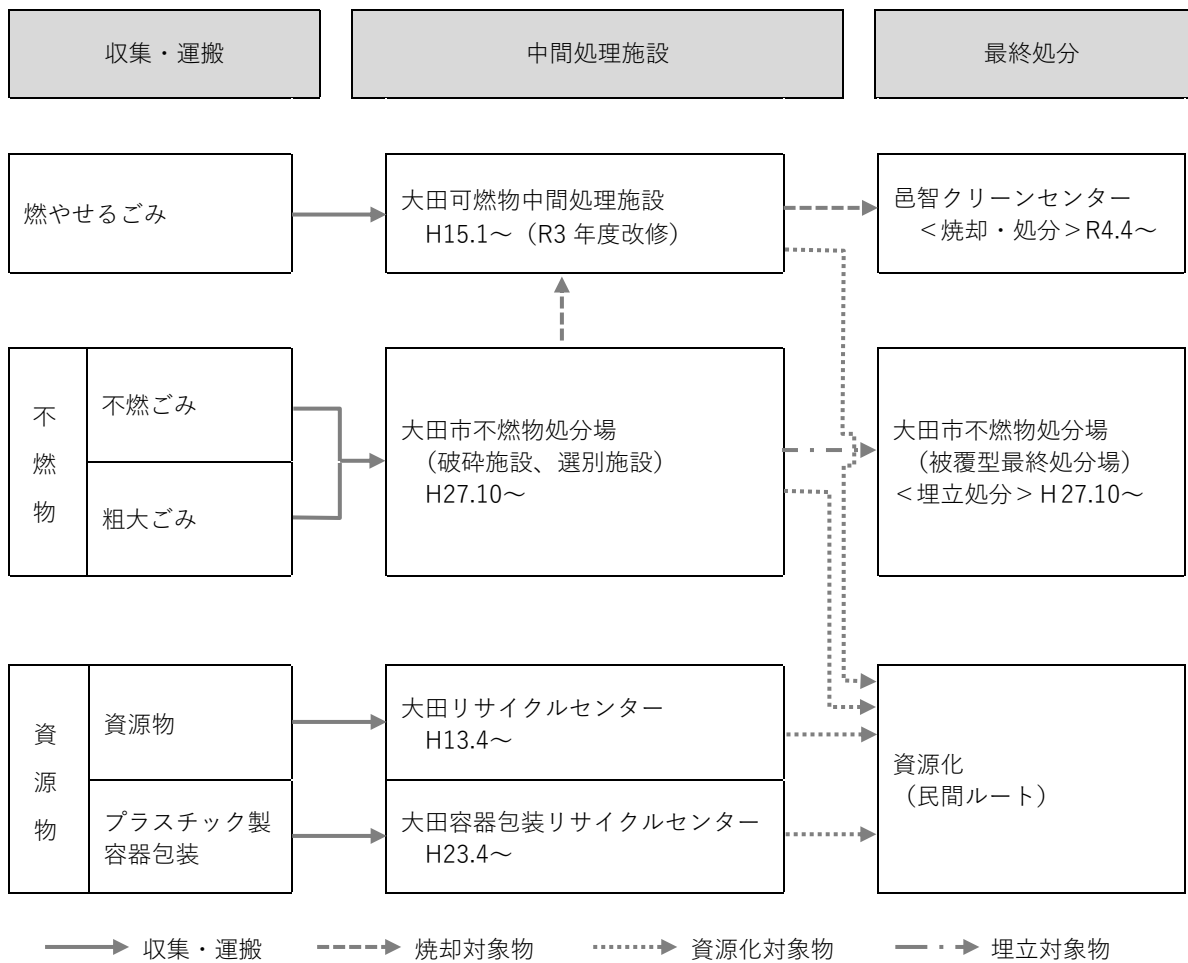 収集・運搬
中間処理施設
最終処分
燃やせるごみ
大田可燃物中間処理施設
H15.1～（R3 年度改修）
邑智クリーンセンター
＜焼却・処分＞R4.4～
不燃物
不燃ごみ
粗大ごみ
大田市不燃物処分場
（破砕施設、選別施設）
H27.10～
大田市不燃物処分場
（被覆型最終処分場）
＜埋立処分＞H27.10～
資源物
資源物
プラスチック製
容器包装
大田リサイクルセンター
H13.4～
大田容器包装リサイクルセンター
H23.4～
資源化
（民間ルート）
収集・運搬
焼却対象物
資源化対象物
埋立対象物